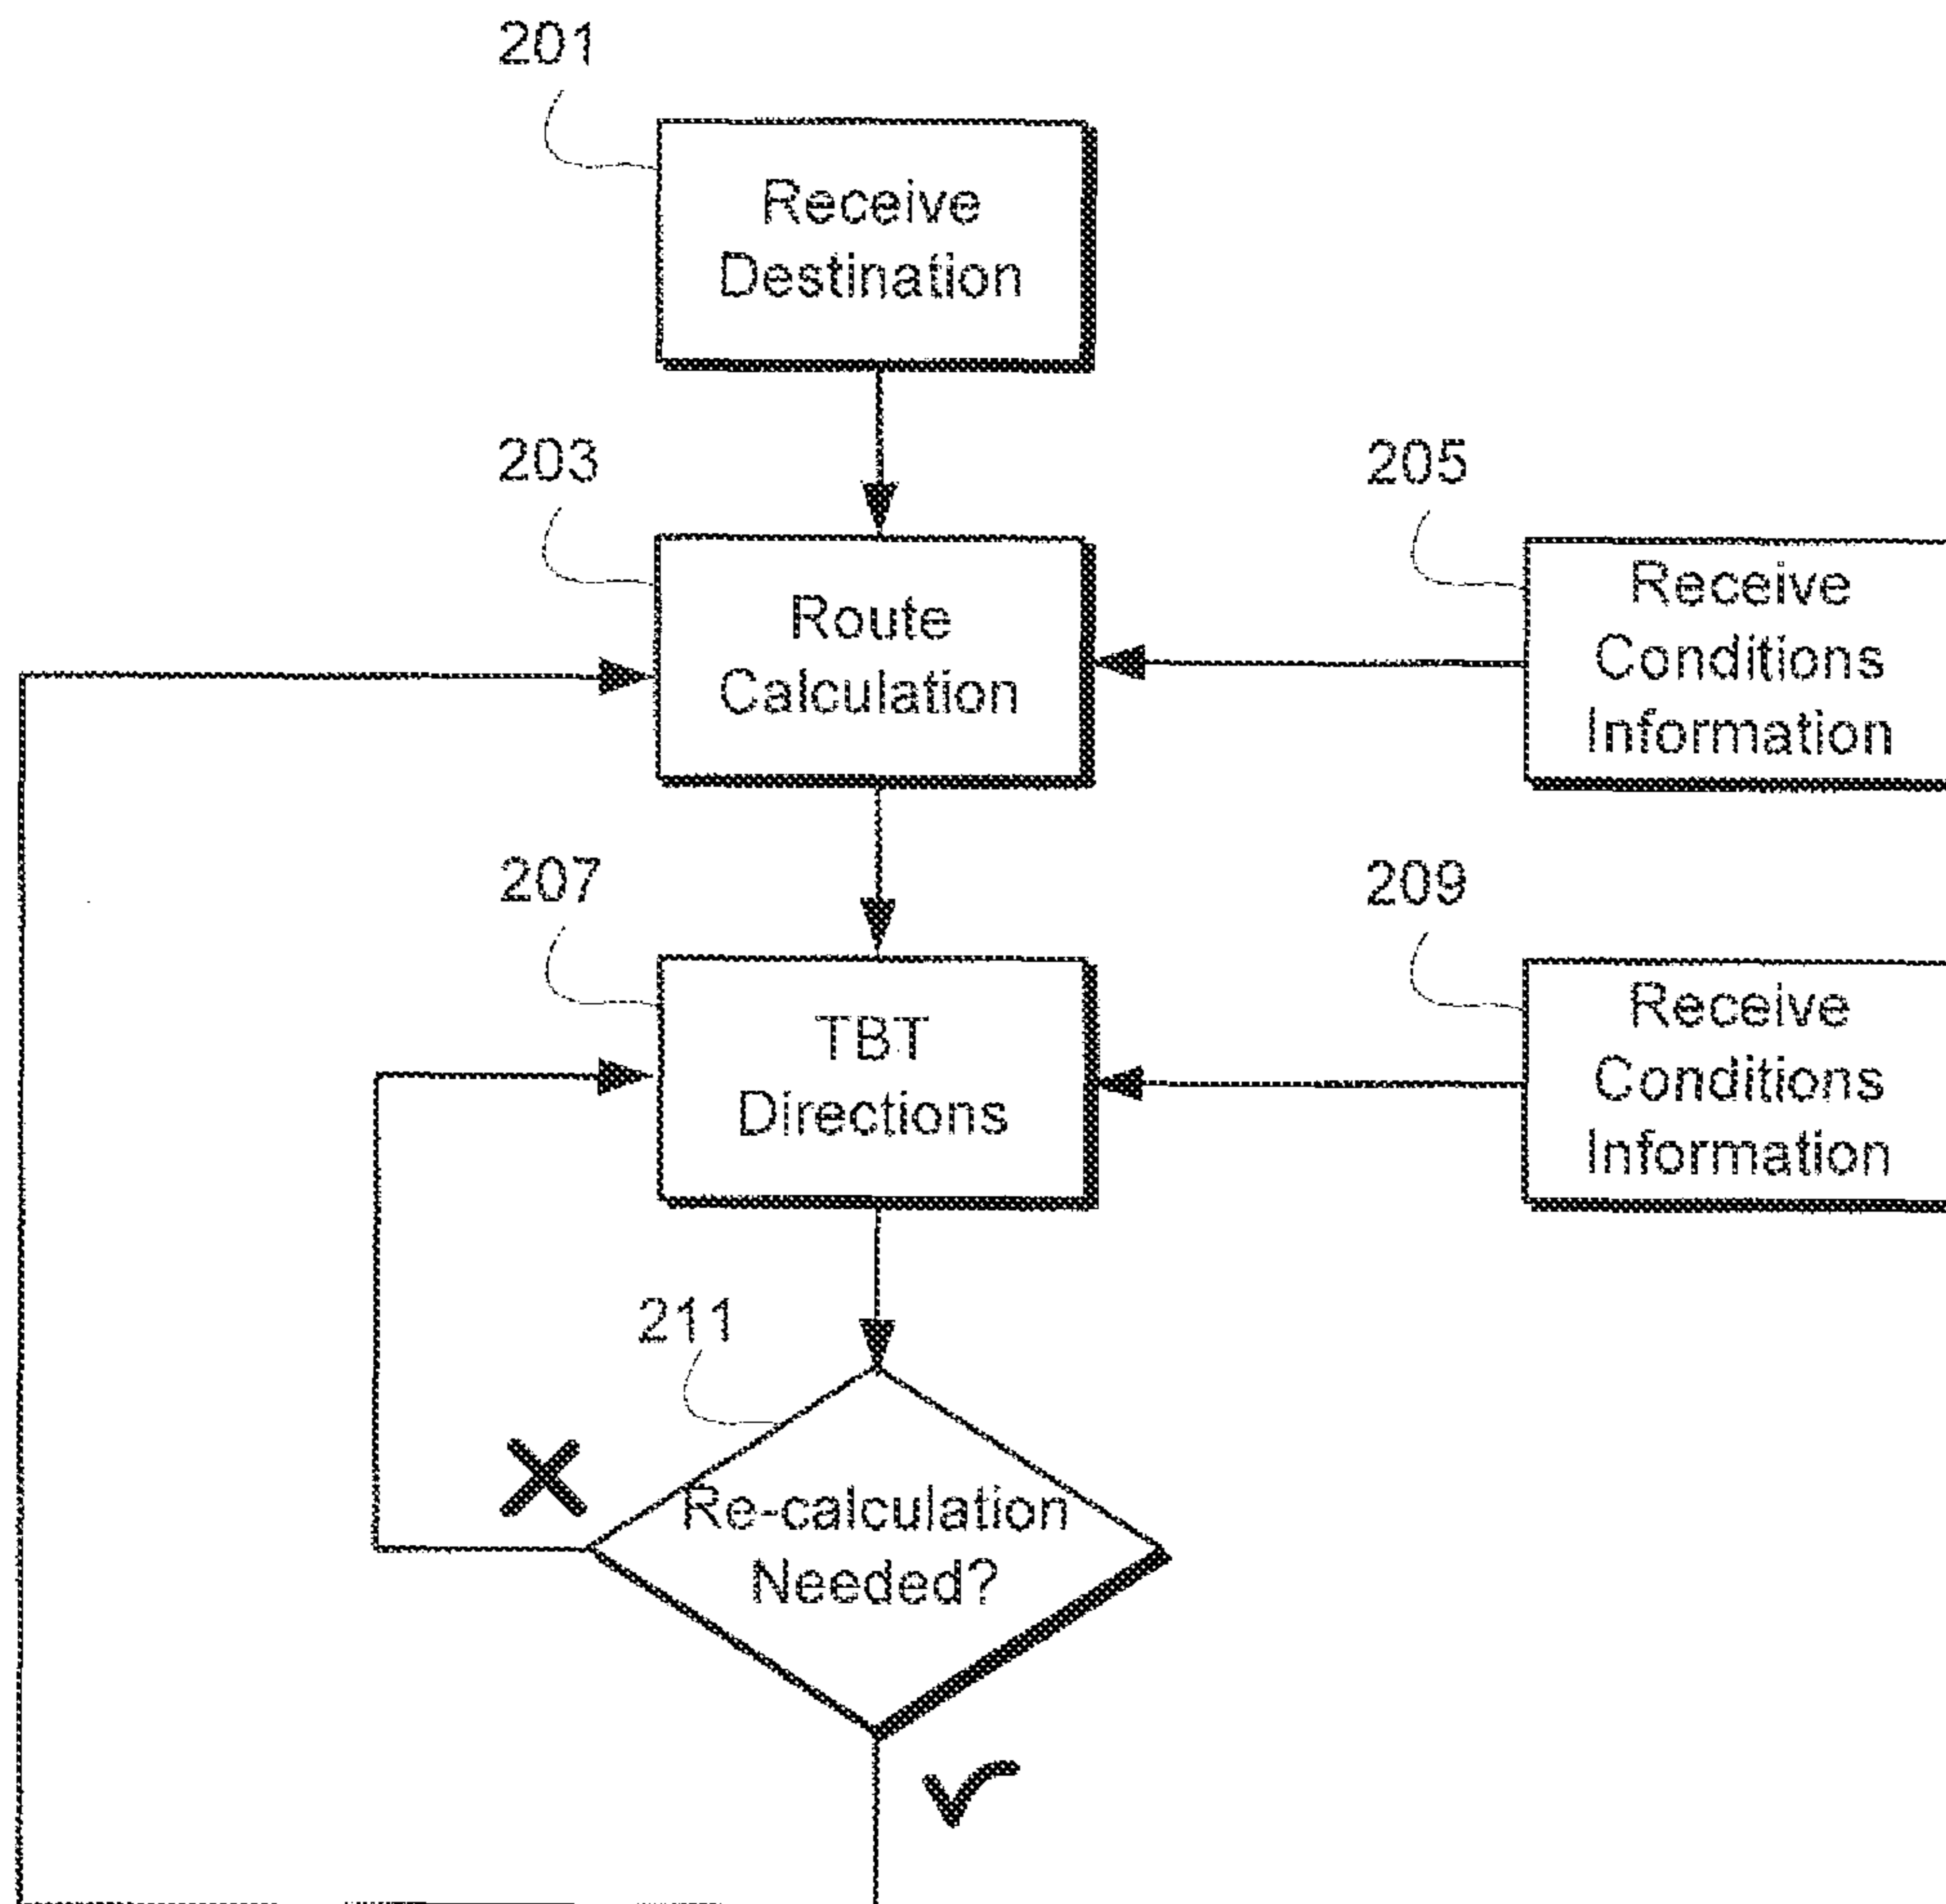 201
Receive
Destination
203
Route
Calculation
205
Receive
Conditions
Information
207
TBT
Directions
209
Receive
Conditions
Information
211
Re-calculation
Needed?